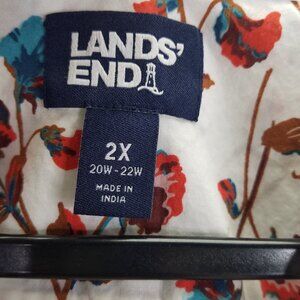 LANDS'
END
2X
20W-22W
MADE IN
INDIA